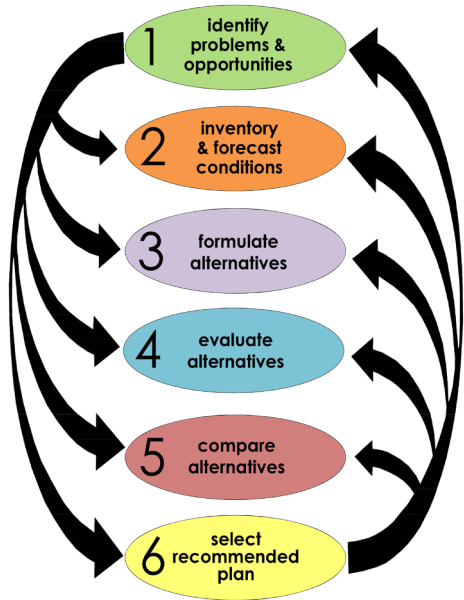 1
identify
problems &
opportunities
2
inventory
& forecast
conditions
3
formulate
alternatives
4
evaluate
alternatives
5
compare
alternatives
6
select
recommended
plan